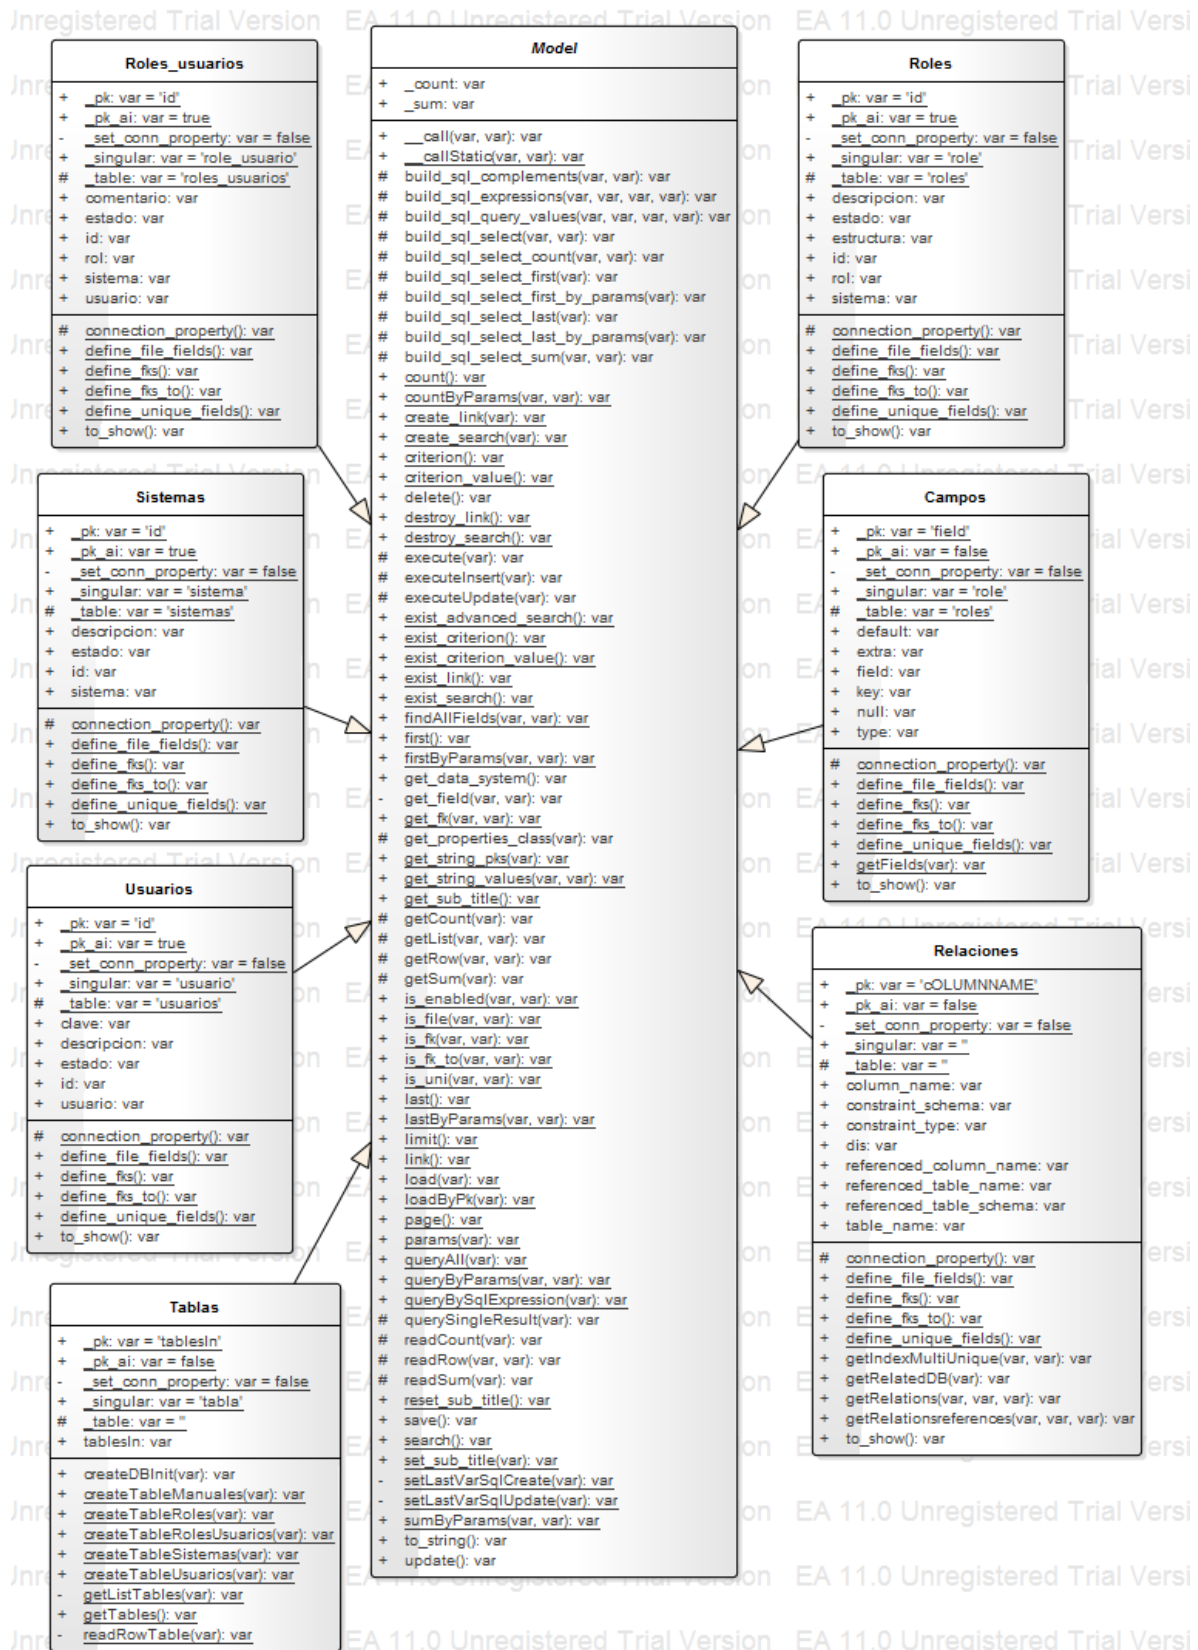 Roles_usuarios
+ _pk: var = 'id'
+ _pk_ai: var = true
- _set_conn_property: var = false
+ _singular: var = 'role_usuario'
# _table: var = 'roles_usuarios'
+ comentario: var
+ estado: var
+ id: var
+ rol: var
+ sistema: var
+ usuario: var
# connection_property(): var
+ define_file_fields(): var
+ define_fks(): var
+ define_fks_to(): var
+ define_unique_fields(): var
+ to_show(): var
Sistemas
+ _pk: var = 'id'
+ _pk_ai: var = true
- _set_conn_property: var = false
+ _singular: var = 'sistema'
# _table: var = 'sistemas'
+ descripcion: var
+ estado: var
+ id: var
+ sistema: var
# connection_property(): var
+ define_file_fields(): var
+ define_fks(): var
+ define_fks_to(): var
+ define_unique_fields(): var
+ to_show(): var
Usuarios
+ _pk: var = 'id'
+ _pk_ai: var = true
- _set_conn_property: var = false
+ _singular: var = 'usuario'
# _table: var = 'usuarios'
+ clave: var
+ descripcion: var
+ estado: var
+ id: var
+ usuario: var
# connection_property(): var
+ define_file_fields(): var
+ define_fks(): var
+ define_fks_to(): var
+ define_unique_fields(): var
+ to_show(): var
Tablas
+ _pk: var = 'tablesIn'
+ _pk_ai: var = false
- _set_conn_property: var = false
+ _singular: var = 'tabla'
# _table: var = ''
+ tablesIn: var
+ createDBInit(var): var
+ createTableManuales(var): var
+ createTableRoles(var): var
+ createTableRolesUsuarios(var): var
+ createTableSistemas(var): var
+ createTableUsuarios(var): var
- getListTables(var): var
+ getTables(): var
- readRowTable(var): var
Model
+ _count: var
+ _sum: var
+ __call(var, var): var
+ __callStatic(var, var): var
# build_sql_complements(var, var): var
# build_sql_expressions(var, var, var, var): var
# build_sql_query_values(var, var, var, var): var
# build_sql_select(var, var): var
# build_sql_select_count(var, var): var
# build_sql_select_first(var): var
# build_sql_select_first_by_params(var): var
# build_sql_select_last(var): var
# build_sql_select_last_by_params(var): var
# build_sql_select_sum(var, var): var
+ count(): var
+ countByParams(var, var): var
+ create_link(var): var
+ create_search(var): var
+ criterion(): var
+ criterion_value(): var
+ delete(): var
+ destroy_link(): var
+ destroy_search(): var
# execute(var): var
# executeInsert(var): var
# executeUpdate(var): var
+ exist_advanced_search(): var
+ exist_criterion(): var
+ exist_criterion_value(): var
+ exist_link(): var
+ exist_search(): var
+ findAllFields(var, var): var
+ first(): var
+ firstByParams(var, var): var
+ get_data_system(): var
- get_field(var, var): var
+ get_fk(var, var): var
# get_properties_class(var): var
+ get_string_pks(var): var
+ get_string_values(var, var): var
+ get_sub_title(): var
# getCount(var): var
# getList(var, var): var
# getRow(var, var): var
# getSum(var): var
+ is_enabled(var, var): var
+ is_file(var, var): var
+ is_fk(var, var): var
+ is_fk_to(var, var): var
+ is_uni(var, var): var
+ last(): var
+ lastByParams(var, var): var
+ limit(): var
+ link(): var
+ load(var): var
+ loadByPk(var): var
+ page(): var
+ params(var): var
+ queryAll(var): var
+ queryByParams(var, var): var
+ queryBySqlExpression(var): var
# querySingleResult(var): var
# readCount(var): var
# readRow(var, var): var
# readSum(var): var
+ reset_sub_title(): var
+ save(): var
+ search(): var
+ set_sub_title(var): var
- setLastVarSqlCreate(var): var
- setLastVarSqlUpdate(var): var
+ sumByParams(var, var): var
+ to_string(): var
+ update(): var
Roles
+ _pk: var = 'id'
+ _pk_ai: var = true
- _set_conn_property: var = false
+ _singular: var = 'role'
# _table: var = 'roles'
+ descripcion: var
+ estado: var
+ estructura: var
+ id: var
+ rol: var
+ sistema: var
# connection_property(): var
+ define_file_fields(): var
+ define_fks(): var
+ define_fks_to(): var
+ define_unique_fields(): var
+ to_show(): var
Campos
+ _pk: var = 'field'
+ _pk_ai: var = false
- _set_conn_property: var = false
+ _singular: var = 'role'
# _table: var = 'roles'
+ default: var
+ extra: var
+ field: var
+ key: var
+ null: var
+ type: var
# connection_property(): var
+ define_file_fields(): var
+ define_fks(): var
+ define_fks_to(): var
+ define_unique_fields(): var
+ getFields(var): var
+ to_show(): var
Relaciones
+ _pk: var = 'cOLUMNNAME'
+ _pk_ai: var = false
- _set_conn_property: var = false
+ _singular: var = ''
# _table: var = ''
+ column_name: var
+ constraint_schema: var
+ constraint_type: var
+ dis: var
+ referenced_column_name: var
+ referenced_table_name: var
+ referenced_table_schema: var
+ table_name: var
# connection_property(): var
+ define_file_fields(): var
+ define_fks(): var
+ define_fks_to(): var
+ define_unique_fields(): var
+ getIndexMultiUnique(var, var): var
+ getRelatedDB(var): var
+ getRelations(var, var, var): var
+ getRelationsreferences(var, var, var): var
+ to_show(): var